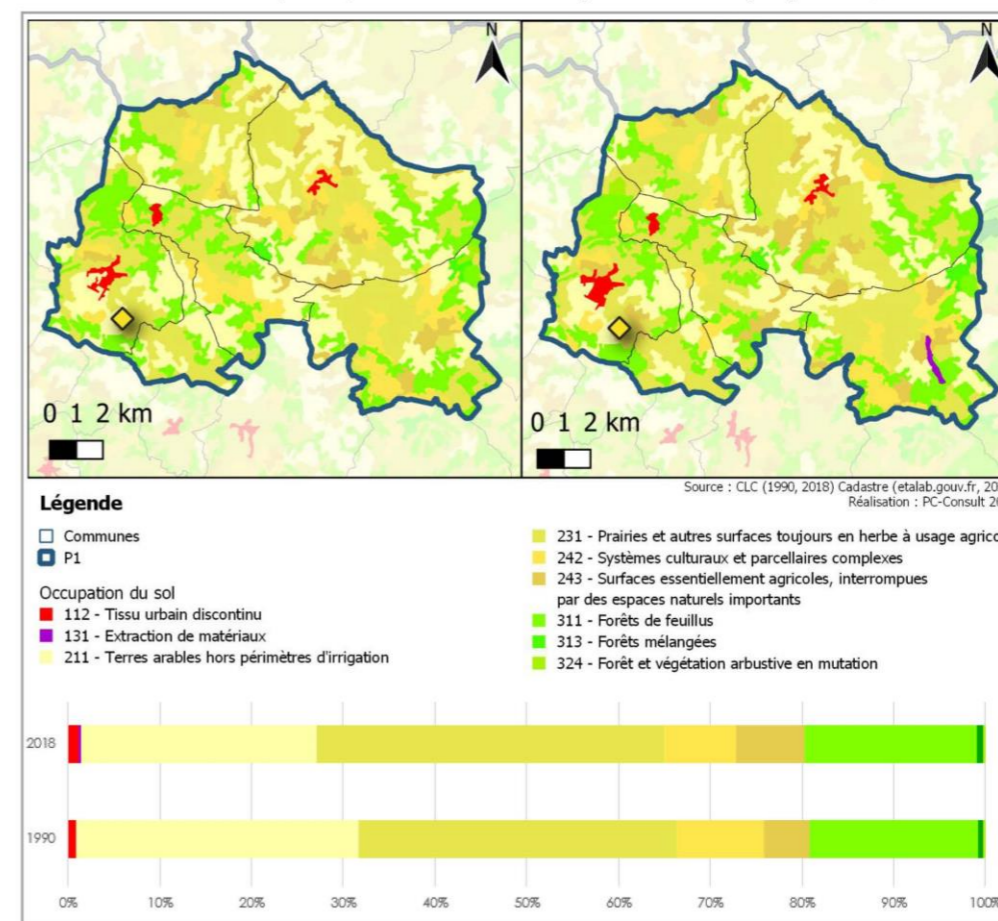 N
N
0 1 2 km
0 1 2 km
Source : CLC (1990, 2018) Cadastre (etalab.gouv.fr, 20
Réalisation : PC-Consult 2
Légende
Communes
P1
Occupation du sol
112 - Tissu urbain discontinu
131 - Extraction de matériaux
211 - Terres arables hors périmètres d'irrigation
231 - Prairies et autres surfaces toujours en herbe à usage agrico
242 - Systèmes culturaux et parcellaires complexes
243 - Surfaces essentiellement agricoles, interrompues
par des espaces naturels importants
311 - Forêts de feuillus
313 - Forêts mélangées
324 - Forêt et végétation arbustive en mutation
2018
1990
0% 10% 20% 30% 40% 50% 60% 70% 80% 90% 100%